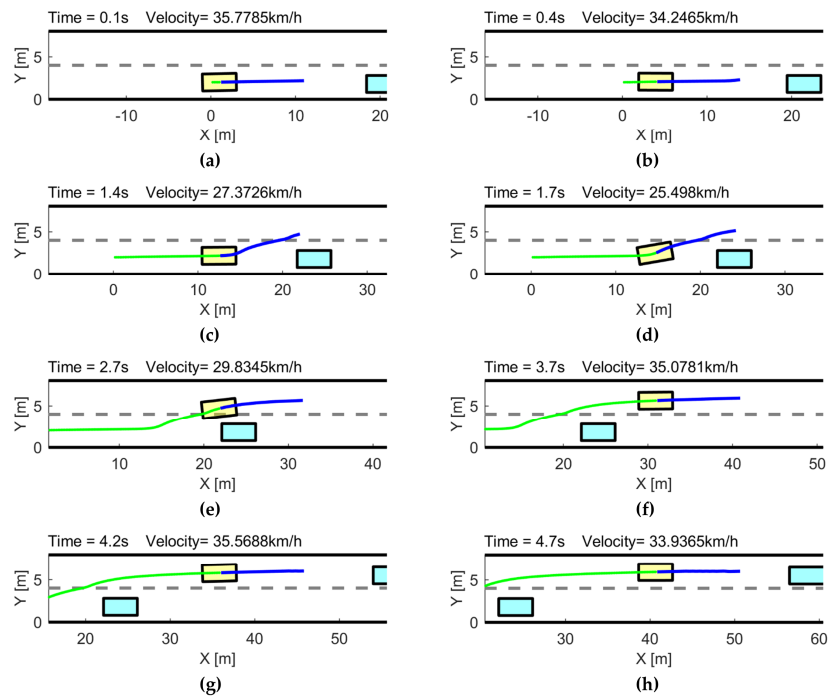 Time = 0.1s Velocity= 35.7785km/h
Y [m]
5
0
-10 0 10 20
X [m]
(a)
Time = 0.4s Velocity= 34.2465km/h
Y [m]
5
0
-10 0 10 20
X [m]
(b)
Time = 1.4s Velocity= 27.3726km/h
Y [m]
5
0
0 10 20 30
X [m]
(c)
Time = 1.7s Velocity= 25.498km/h
Y [m]
5
0
0 10 20 30
X [m]
(d)
Time = 2.7s Velocity= 29.8345km/h
Y [m]
5
0
10 20 30 40
X [m]
(e)
Time = 3.7s Velocity= 35.0781km/h
Y [m]
5
0
20 30 40 50
X [m]
(f)
Time = 4.2s Velocity= 35.5688km/h
Y [m]
5
0
20 30 40 50
X [m]
(g)
Time = 4.7s Velocity= 33.9365km/h
Y [m]
5
0
30 40 50 60
X [m]
(h)